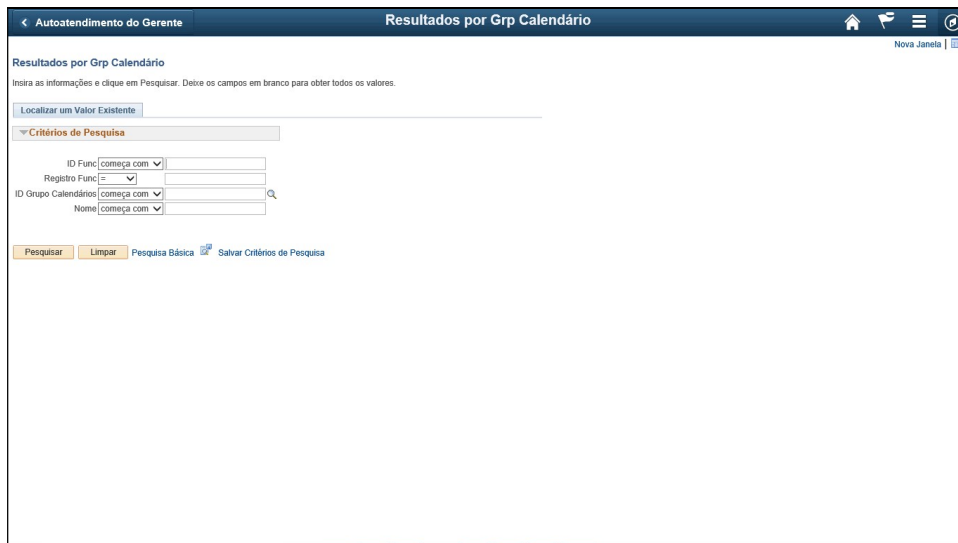 Autoatendimento do Gerente
Resultados por Grp Calendário
Nova Janela |
Resultados por Grp Calendário
Insira as informações e clique em Pesquisar. Deixe os campos em branco para obter todos os valores.
Localizar um Valor Existente
Critérios de Pesquisa
ID Func começa com
Registro Func =
ID Grupo Calendários começa com
Nome começa com
Pesquisar Limpar Pesquisa Básica Salvar Critérios de Pesquisa